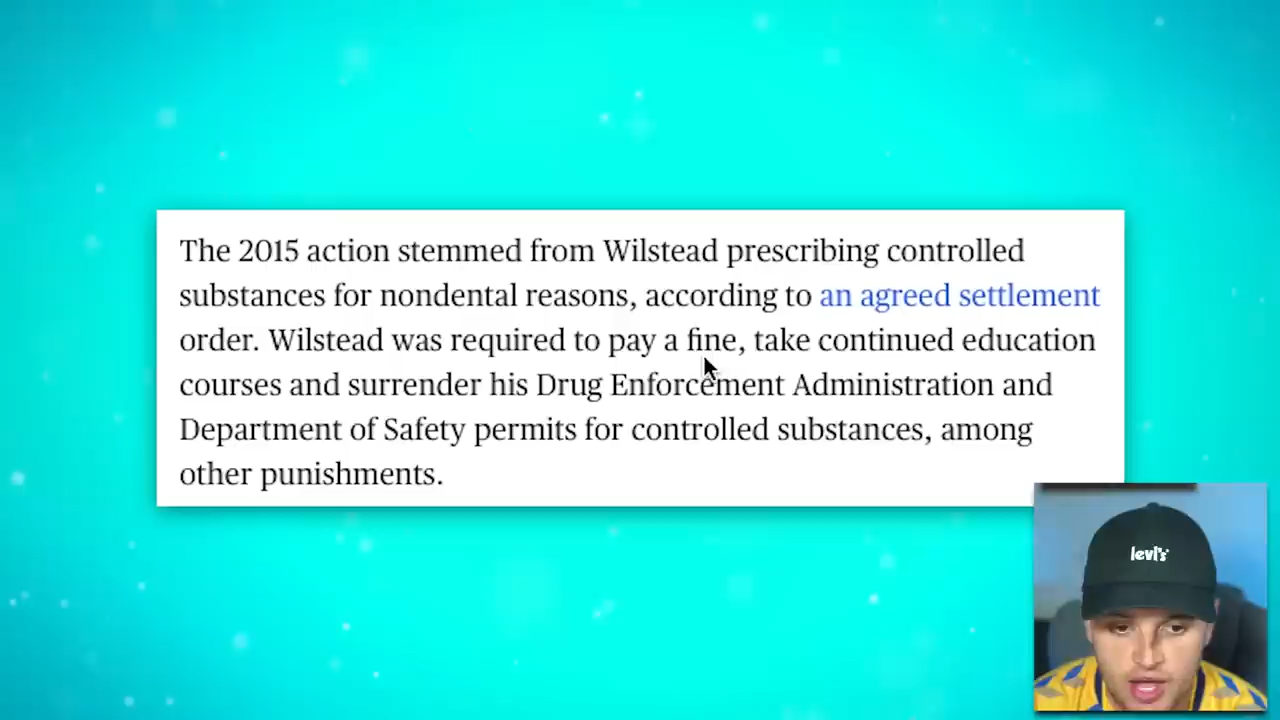 The 2015 action stemmed from Wilstead prescribing controlled
substances for nondental reasons, according to an agreed settlement
order. Wilstead was required to pay a fine, take continued education
courses and surrender his Drug Enforcement Administration and
Department of Safety permits for controlled substances, among
other punishments.
levi's